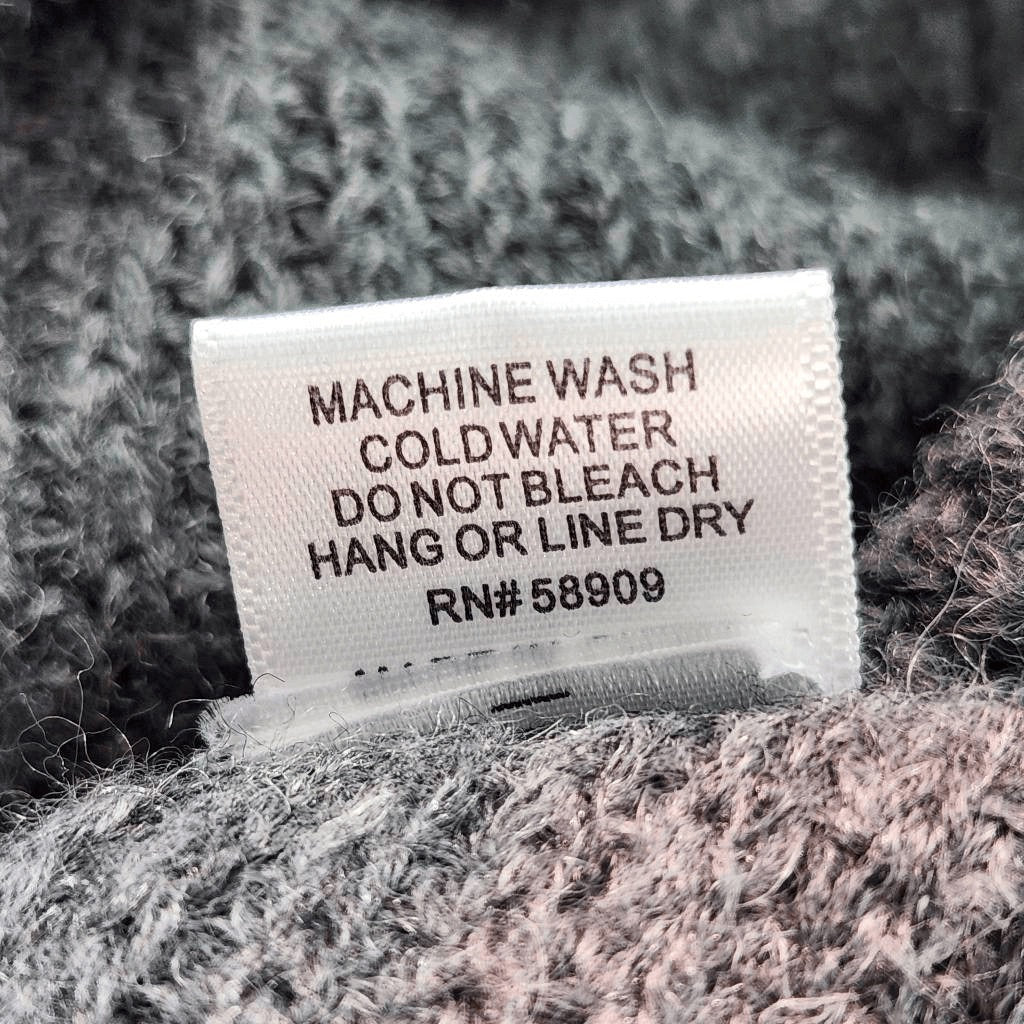 MACHINE WASH
COLD WATER
DO NOT BLEACH
HANG OR LINE DRY
RN# 58909